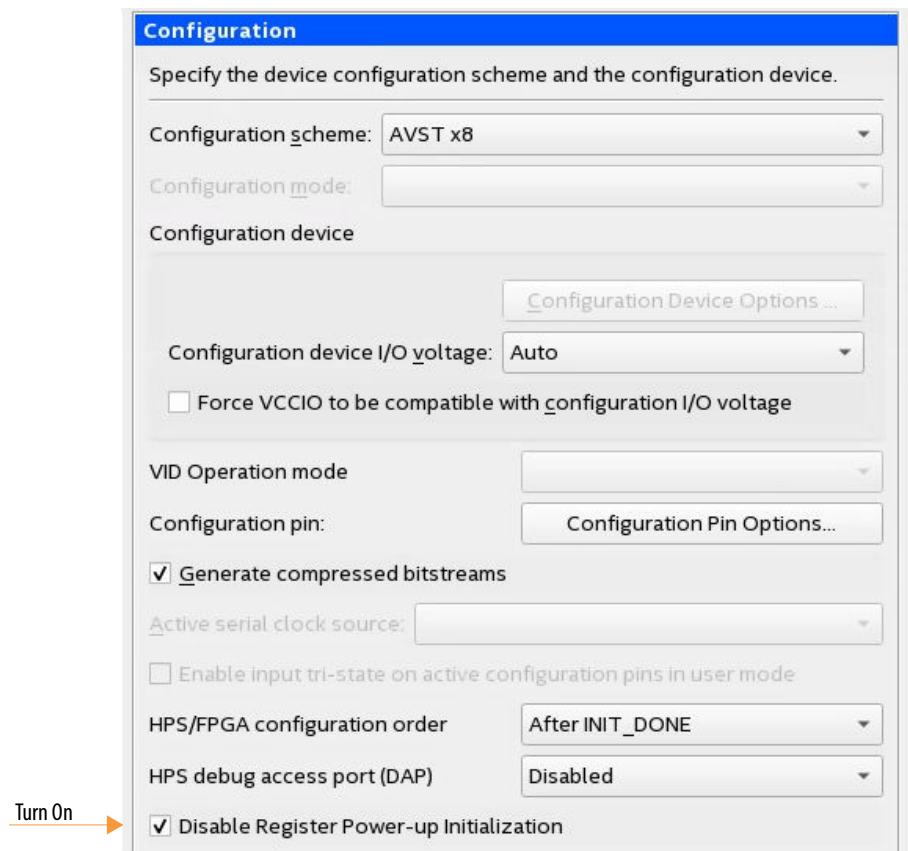 Configuration
Specify the device configuration scheme and the configuration device.
Configuration scheme: AVST x8
Configuration mode:
Configuration device
Configuration Device Options ...
Configuration device I/O voltage: Auto
Force VCCIO to be compatible with configuration I/O voltage
VID Operation mode
Configuration pin: Configuration Pin Options...
Generate compressed bitstreams
Active serial clock source:
Enable input tri-state on active configuration pins in user mode
HPS/FPGA configuration order After INIT_DONE
HPS debug access port (DAP) Disabled
Turn On Disable Register Power-up Initialization